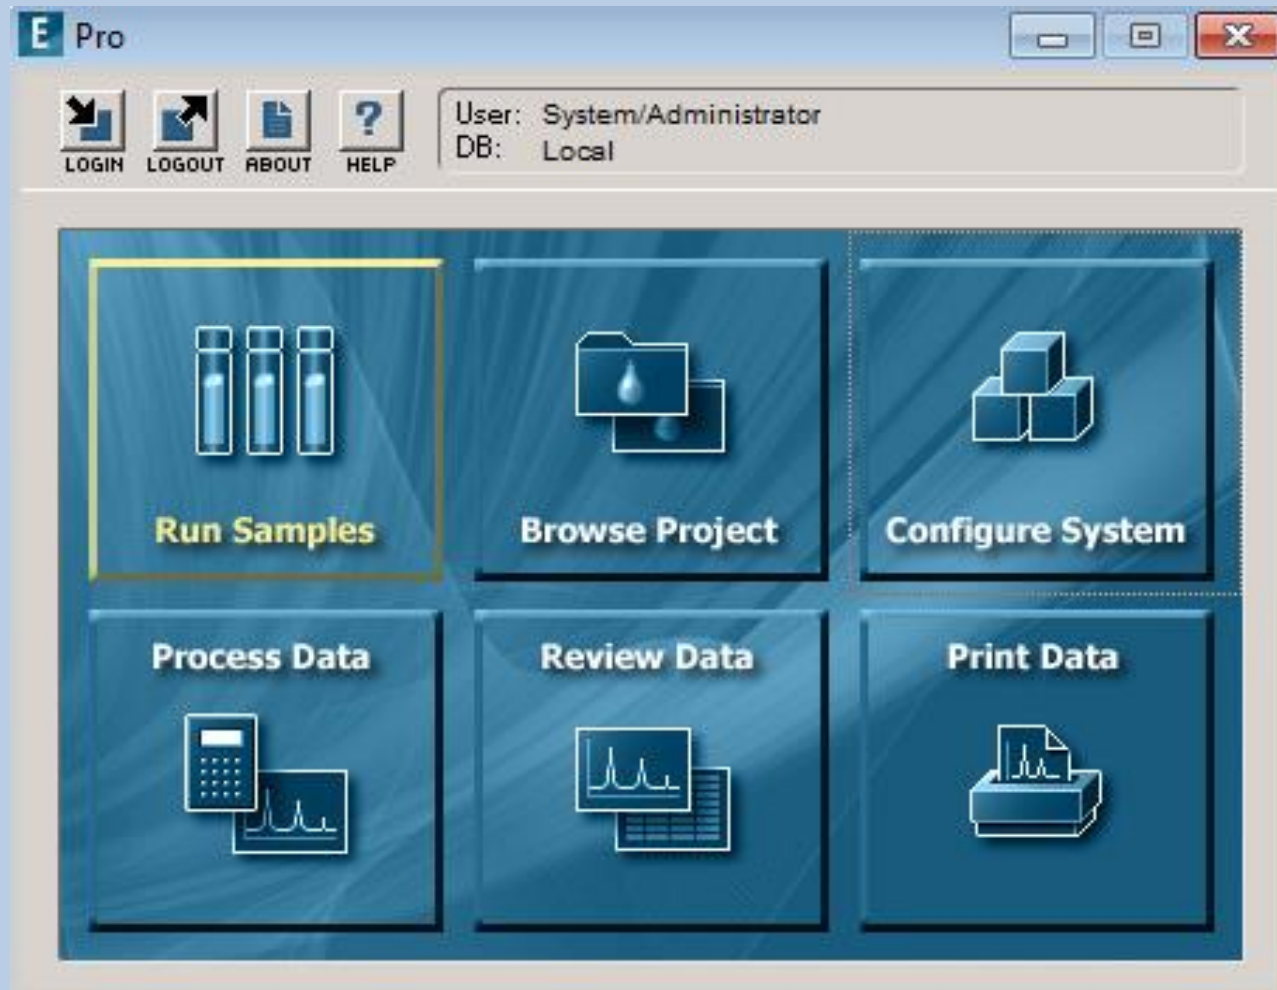 E Pro
LOGIN LOGOUT ABOUT HELP
User: System/Administrator
DB: Local
?
Run Samples
Browse Project
Configure System
Process Data
Review Data
Print Data